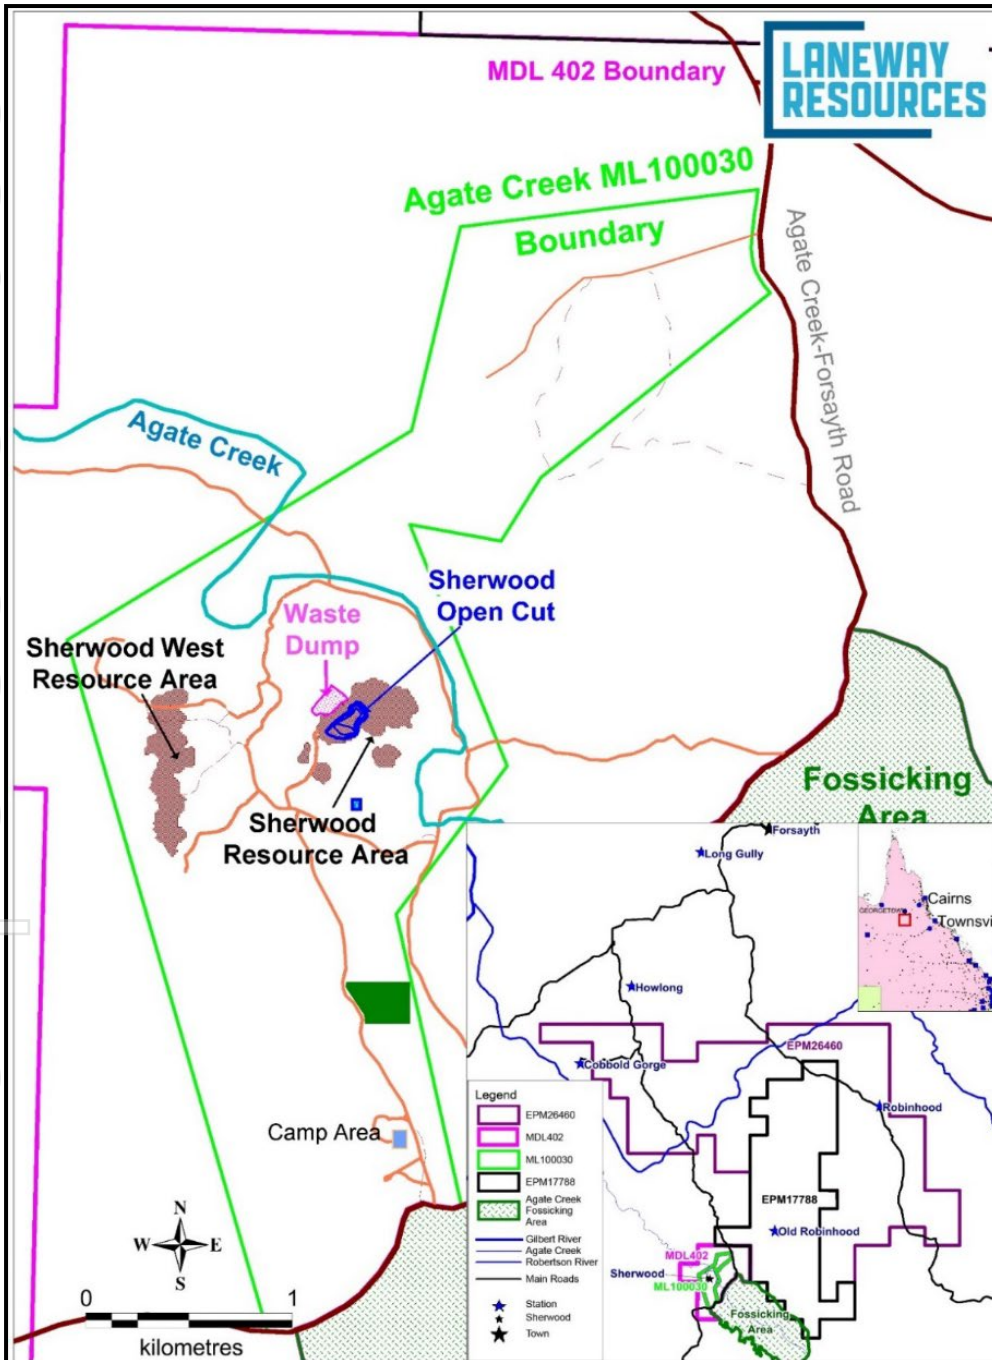 MDL 402 Boundary
LANEWAY
RESOURCES
Agate Creek ML100030
Boundary
Agate Creek-Forsayth Road
Agate Creek
Sherwood
Open Cut
Waste
Dump
Sherwood West
Resource Area
Fossicking
Area
Sherwood
Resource Area
Camp Area
N
W E
S
0 1
kilometres
Forsayth
Long Gully
Howlong
Cobbold Gorge
EPM26460
Robinhood
EPM17788
Old Robinhood
MDL402
Sherwood
ML100030
Fossicking
Area
Cairns
GEORGETOWN
Townsvi
Legend
EPM26460
MDL402
ML100030
EPM17788
Agate Creek
Fossicking
Area
Gilbert River
Agate Creek
Robertson River
Main Roads
Station
Sherwood
Town